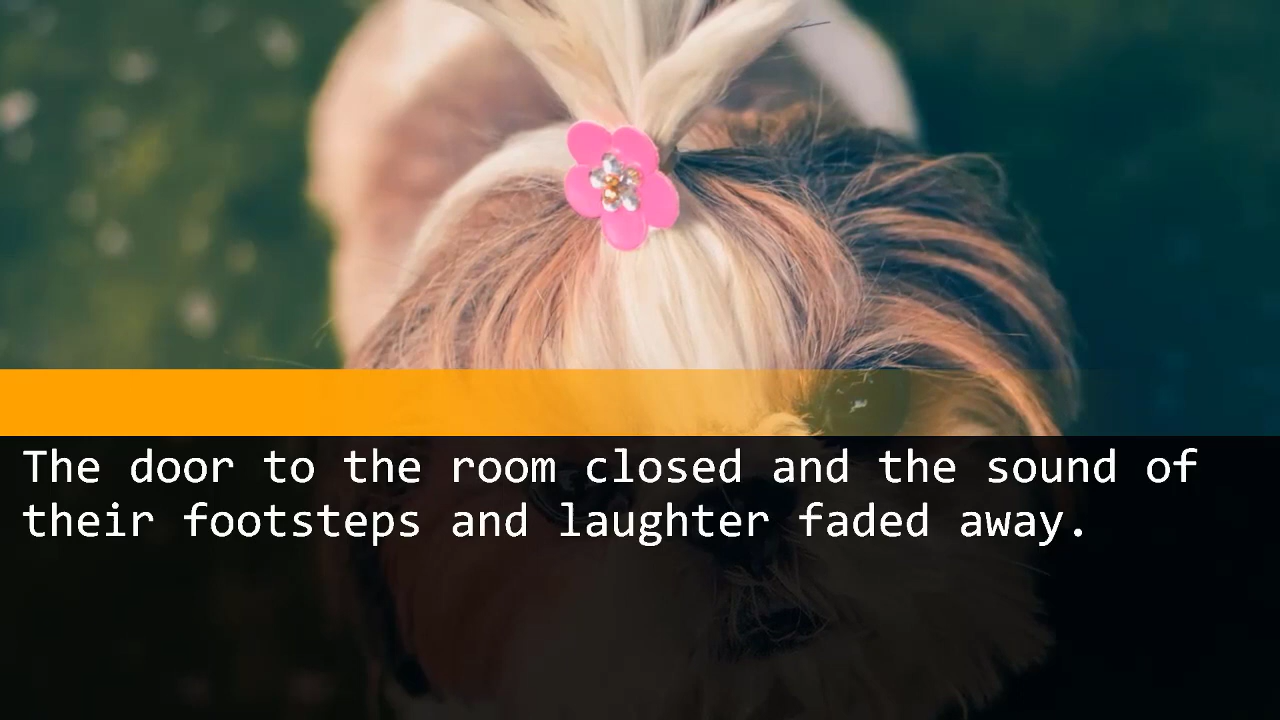 The door to the room closed and the sound of
their footsteps and laughter faded away.